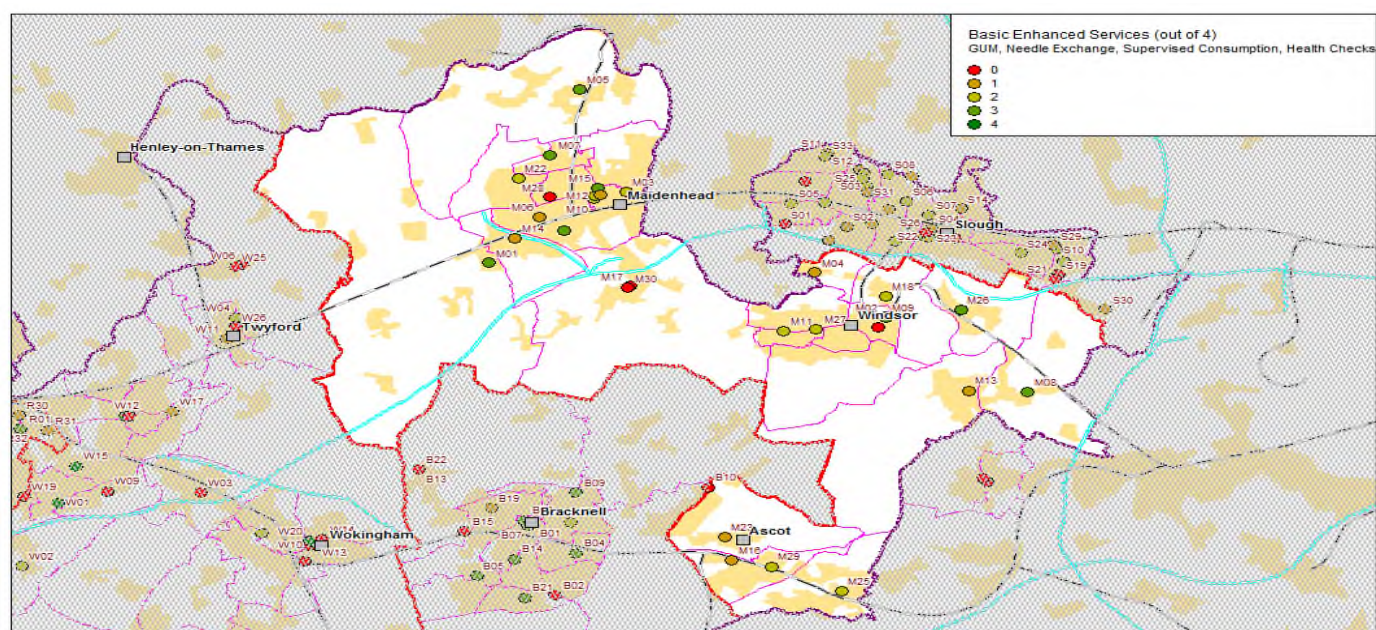 Basic Enhanced Services (out of 4)
GUM, Needle Exchange, Supervised Consumption, Health Checks
0
1
2
3
4
M05
Henley-on-Thames
M07
M22
M28
M15
M03
M12
Maidenhead
M06
M10
M14
M01
M17
M30
S11
S33
S12
S08
S25
S03
S31
S05
S06
S14
S07
S01
S02
S26
S04
Slough
S22
S23
S24
S29
S10
S21
S19
S30
M04
M18
M02
M09
M26
M11
M27
Windsor
M13
M08
W06
W25
W04
W26
W11
Twyford
R30
R01
R31
W12
W17
W15
W19
W01
W09
W03
W20
W10
Wokingham
W13
W02
B22
B13
B19
B09
B10
B15
Bracknell
B07
B01
B14
B04
B05
B21
B02
M23
Ascot
M16
M29
M25